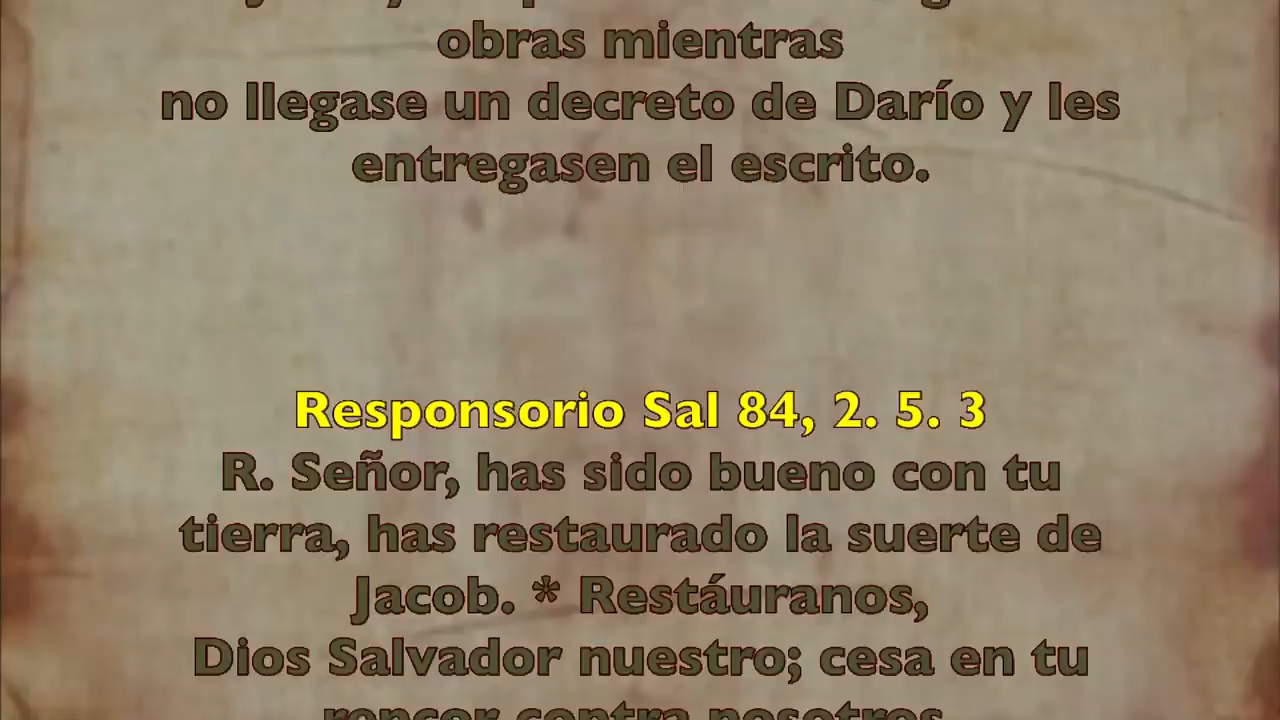 obras mientras
no llegase un decreto de Darío y les
entregasen el escrito.
Responsorio Sal 84, 2. 5. 3
R. Señor, has sido bueno con tu
tierra, has restaurado la suerte de
Jacob. * Restáuranos,
Dios Salvador nuestro; cesa en tu
rencor contra nosotros.